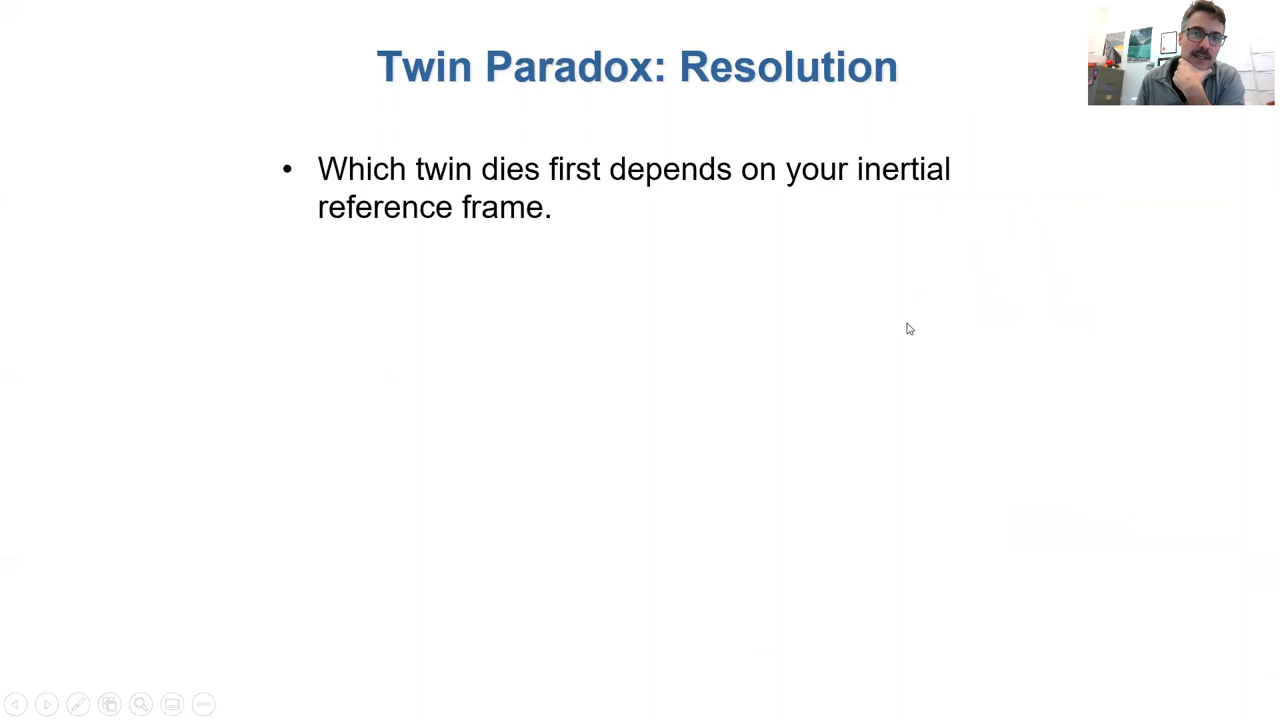 Twin Paradox: Resolution
• Which twin dies first depends on your inertial
reference frame.